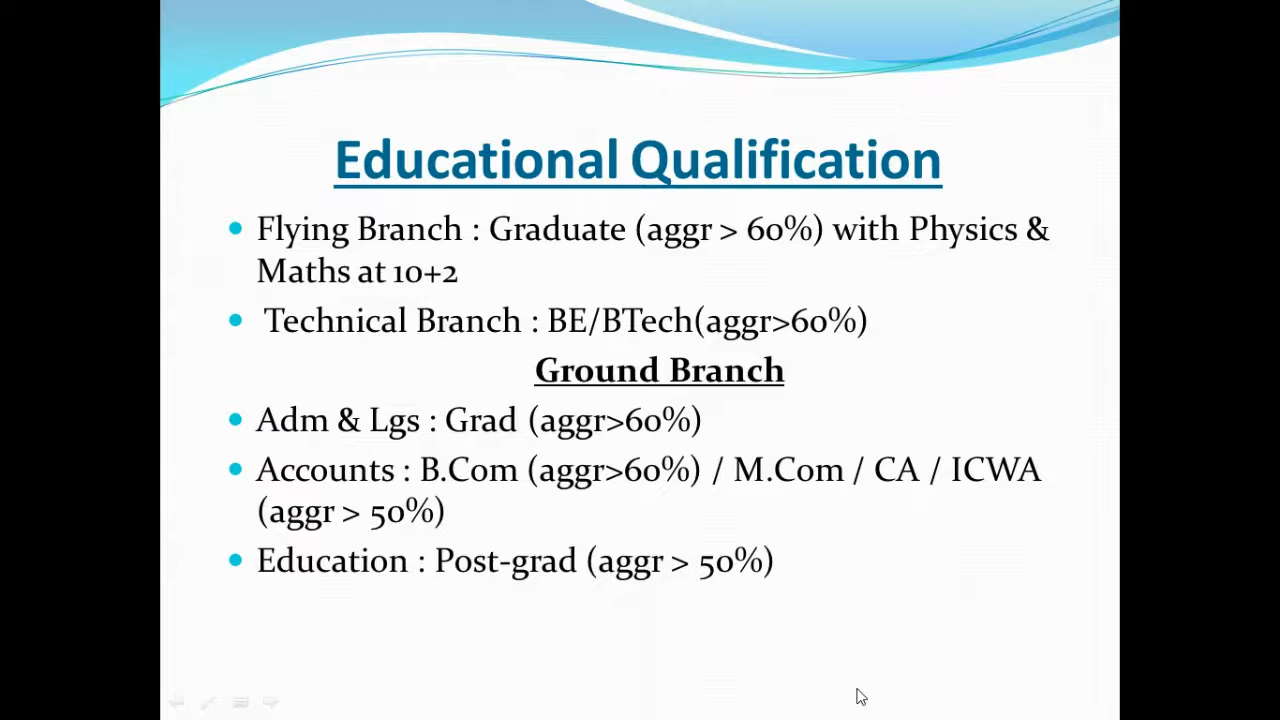 Educational Qualification
Flying Branch : Graduate (aggr > 60%) with Physics &
Maths at 10+2
Technical Branch : BE/BTech(aggr>60%)
Ground Branch
Adm & Lgs : Grad (aggr>60%)
Accounts : B.Com (aggr>60%) / M.Com / CA / ICWA
(aggr > 50%)
Education : Post-grad (aggr > 50%)